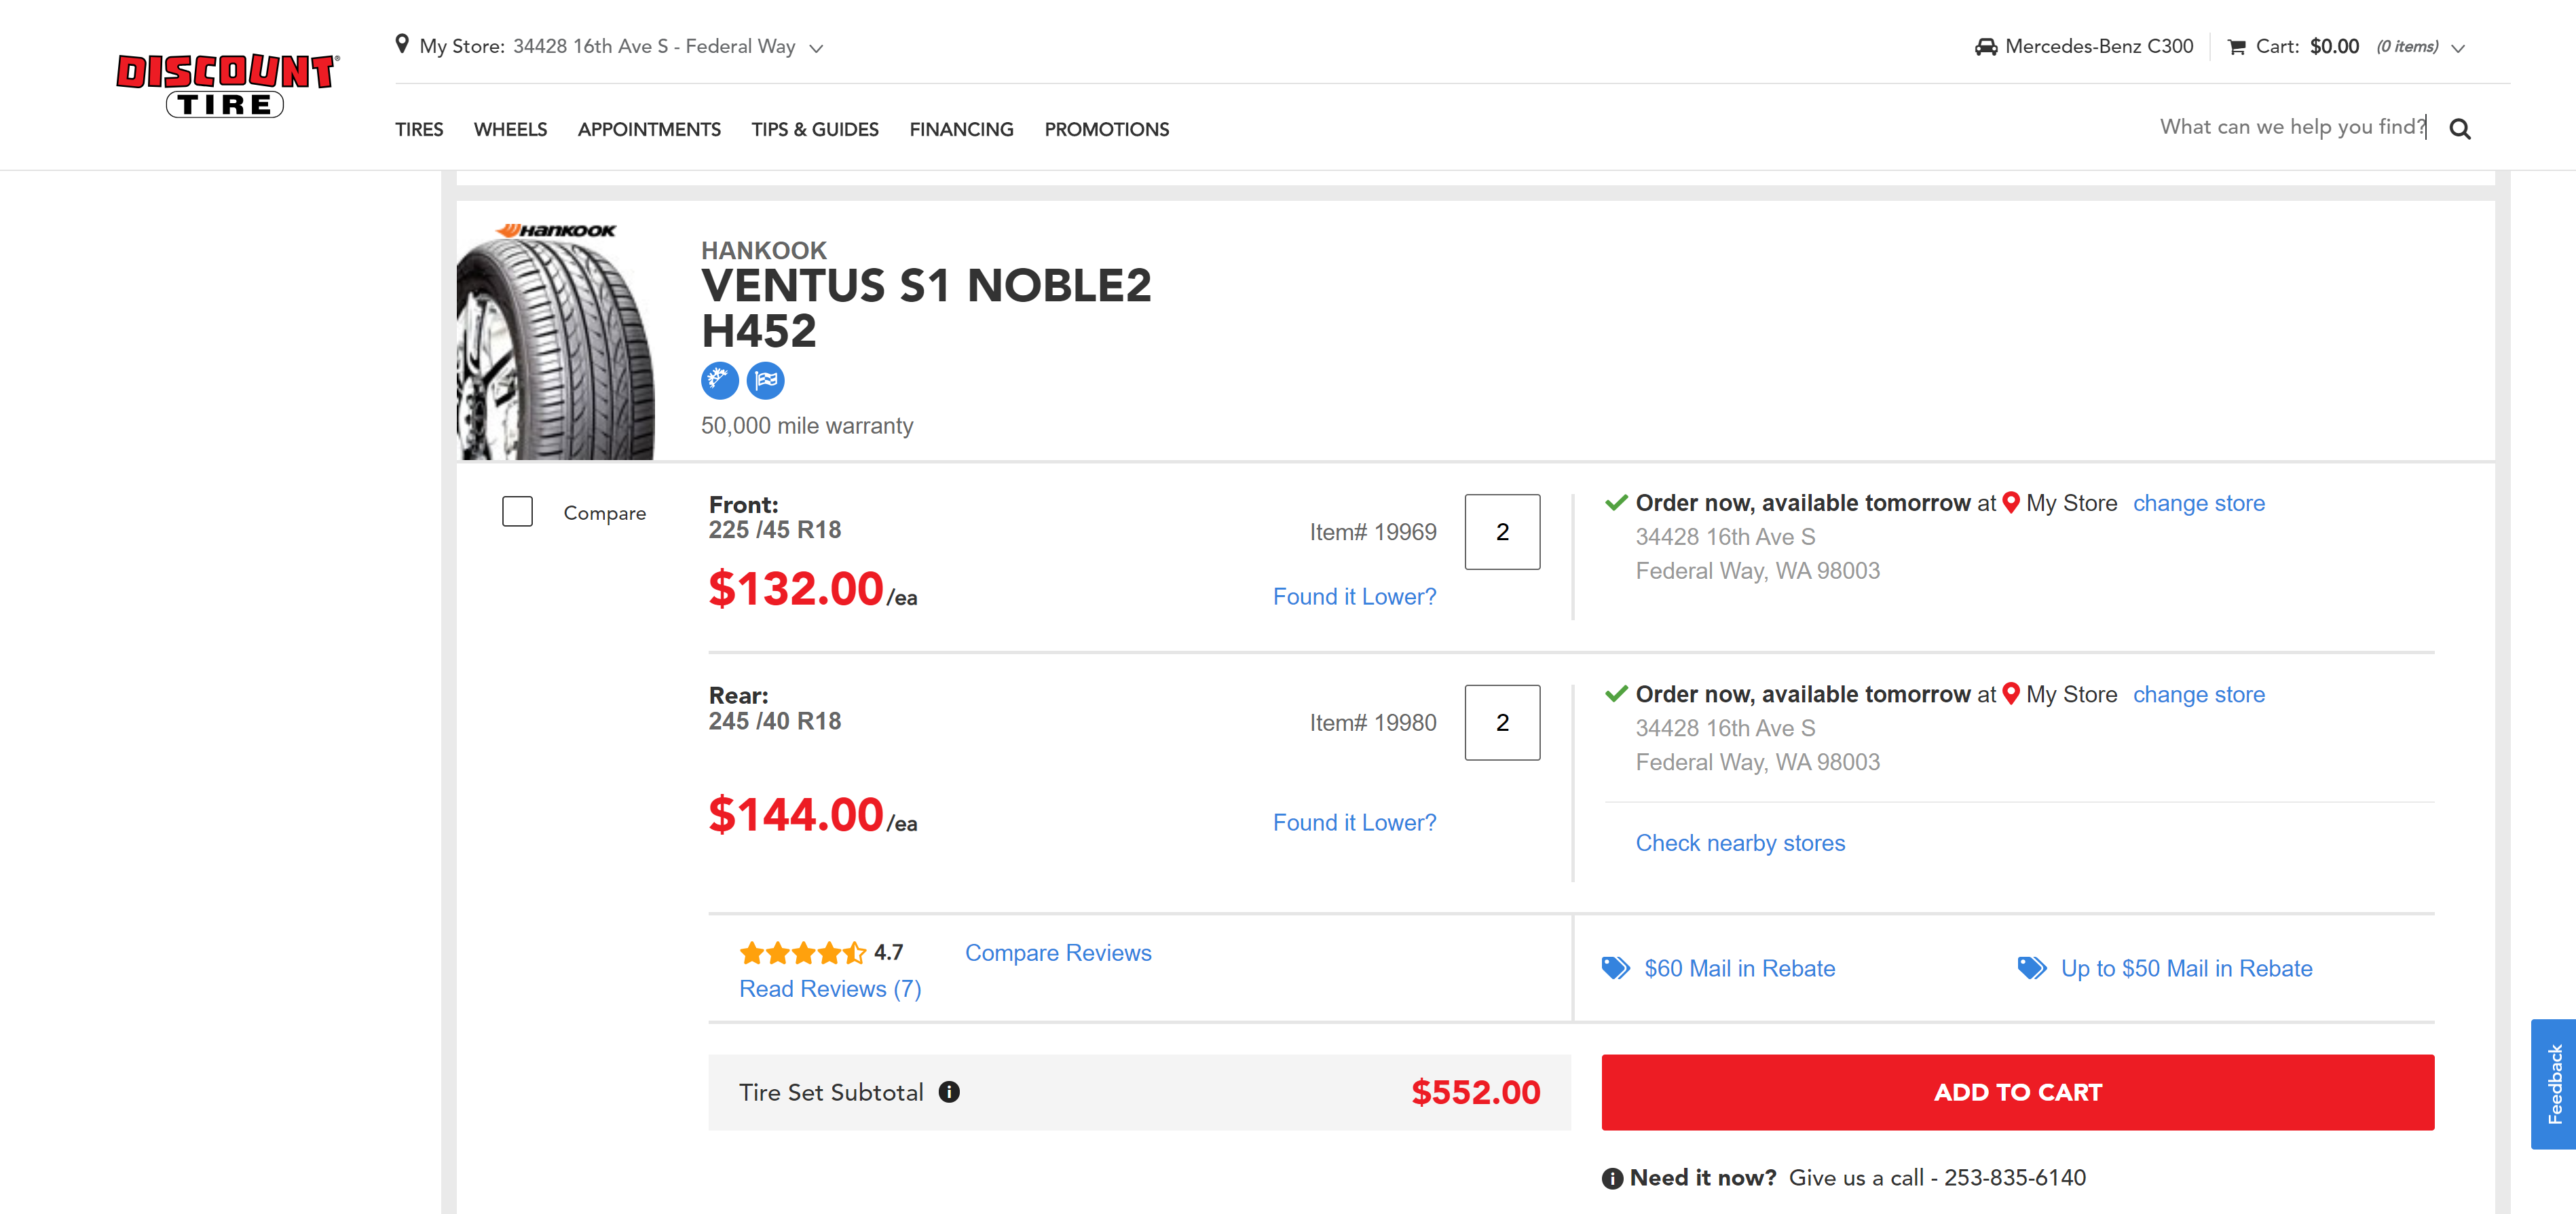 My Store: 34428 16th Ave S - Federal Way
Mercedes-Benz C300
Cart: $0.00 (0 items)
DISCOUNT®
TIRE
TIRES WHEELS APPOINTMENTS TIPS & GUIDES FINANCING PROMOTIONS
What can we help you find?
HANKOOK
HANKOOK
VENTUS S1 NOBLE2
H452
50,000 mile warranty
Compare
Front:
225 /45 R18
$132.00/ea
Item# 19969
2
Found it Lower?
Order now, available tomorrow at My Store change store
34428 16th Ave S
Federal Way, WA 98003
Rear:
245 /40 R18
$144.00/ea
Item# 19980
2
Found it Lower?
Order now, available tomorrow at My Store change store
34428 16th Ave S
Federal Way, WA 98003
Check nearby stores
4.7
Compare Reviews
Read Reviews (7)
$60 Mail in Rebate
Up to $50 Mail in Rebate
Tire Set Subtotal i
$552.00
ADD TO CART
i Need it now? Give us a call - 253-835-6140
Feedback